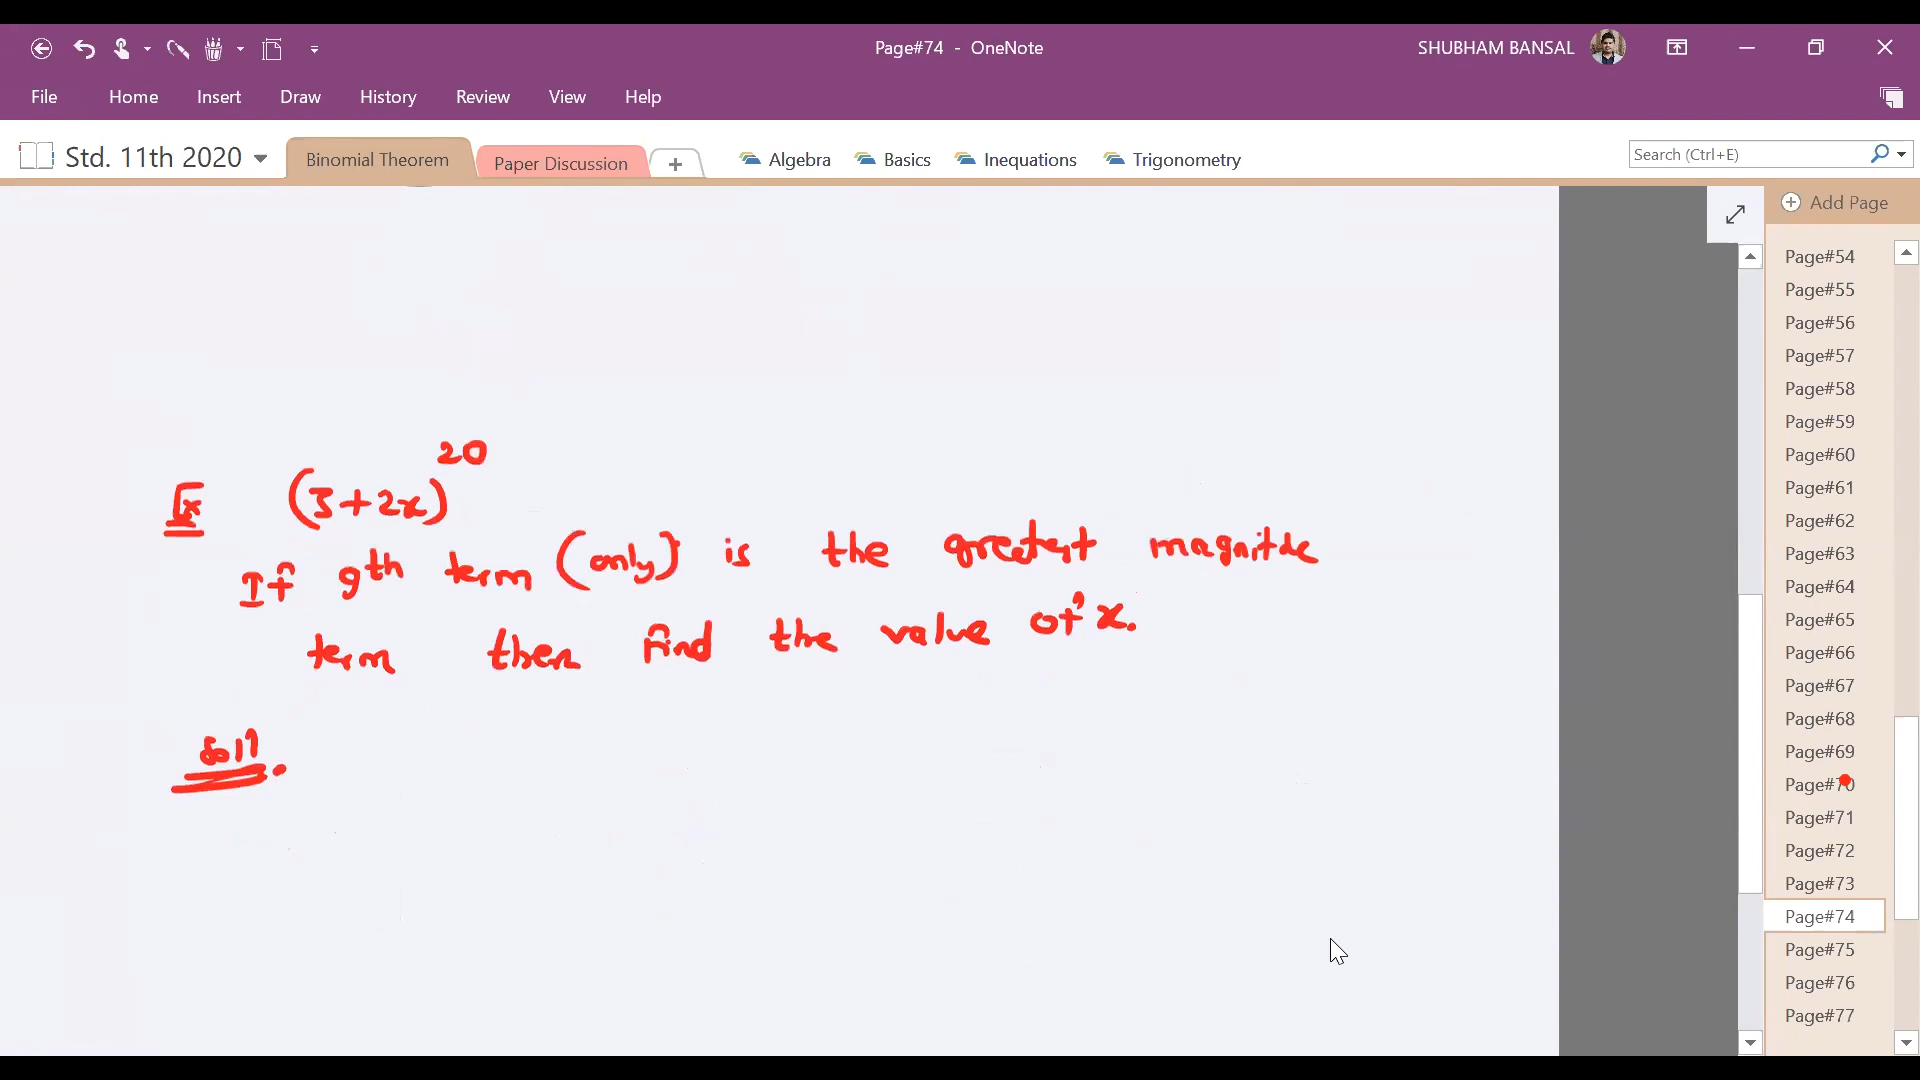 Page#74 - OneNote
SHUBHAM BANSAL
File Home Insert Draw History Review View Help
Std. 11th 2020
Binomial Theorem
Paper Discussion
+
Algebra
Basics
Inequations
Trigonometry
Search (Ctrl+E)
Add Page
Page#54
Page#55
Page#56
Page#57
Page#58
Page#59
Page#60
Page#61
Page#62
Page#63
Page#64
Page#65
Page#66
Page#67
Page#68
Page#69
Page#70
Page#71
Page#72
Page#73
Page#74
Page#75
Page#76
Page#77
Ex (3+2x)^20
If 9th term (only) is the greatest magnitde
term then find the value of x.
Solⁿ.